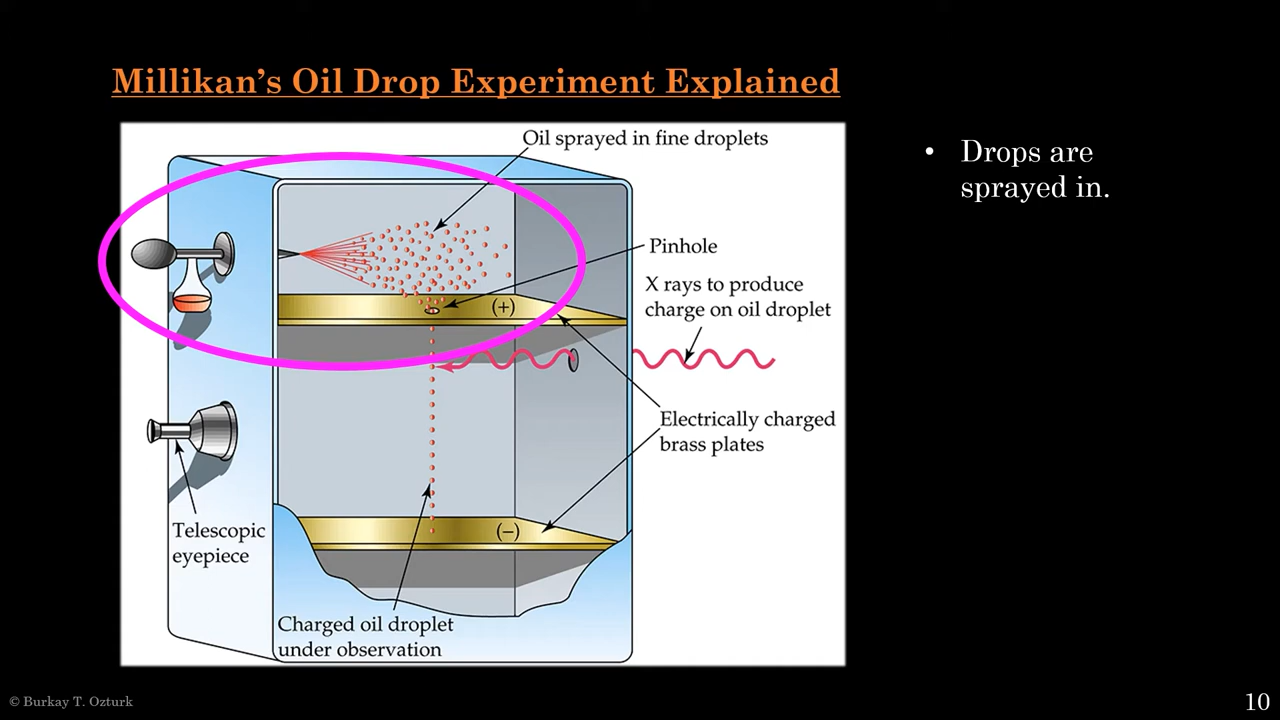 Millikan’s Oil Drop Experiment Explained
Oil sprayed in fine droplets
Pinhole
X rays to produce
charge on oil droplet
(+)
Electrically charged
brass plates
(–)
Telescopic
eyepiece
Charged oil droplet
under observation
• Drops are
sprayed in.
© Burkay T. Ozturk
10